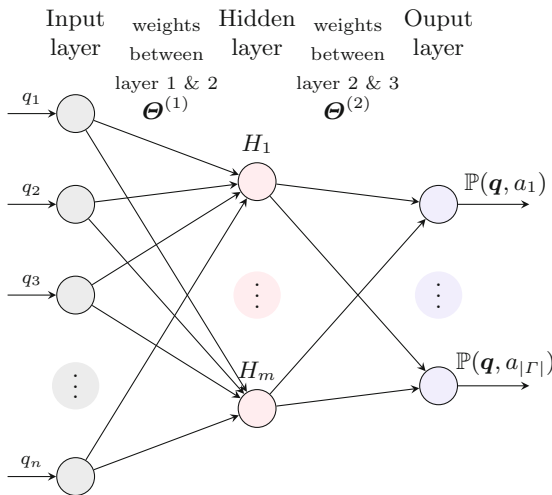 Input
layer
weights
between
layer 1 & 2
Θ(1)
Hidden
layer
weights
between
layer 2 & 3
Θ(2)
Ouput
layer
q1
q2
q3
⋮
qn
H1
⋮
Hm
⋮
ℙ(q, a1)
ℙ(q, a|Γ|)